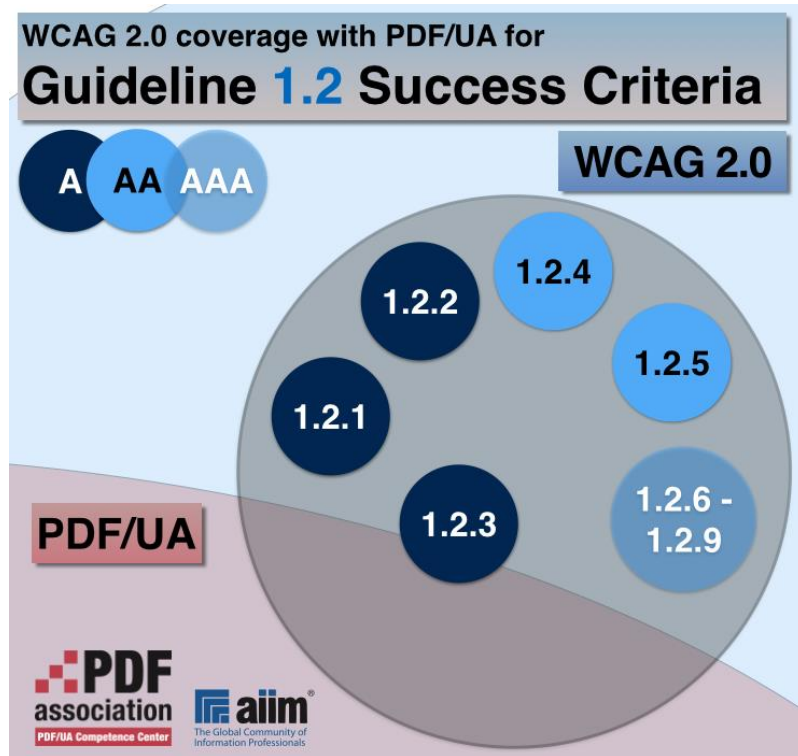 WCAG 2.0 coverage with PDF/UA for
Guideline 1.2 Success Criteria
A AA AAA
WCAG 2.0
1.2.4
1.2.2
1.2.5
1.2.1
1.2.6 -
1.2.9
1.2.3
PDF/UA
PDF
association
PDF/UA Competence Center
aiim®
The Global Community of
Information Professionals